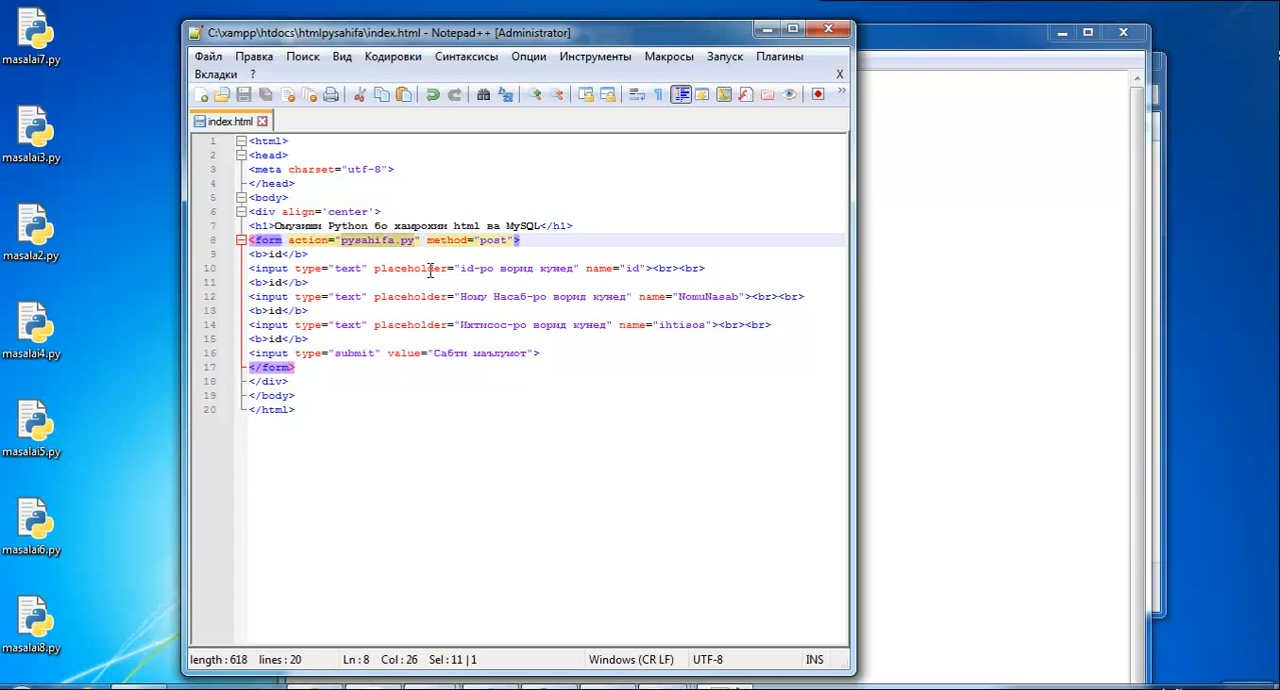 masalai7.py
masalai3.py
masala2.py
masalai4.py
masalai5.py
masalai6.py
masalai8.py
C:\xampp\htdocs\htmlpysahifa\index.html - Notepad++ [Administrator]
Файл Правка Поиск Вид Кодировки Синтаксисы Опции Инструменты Макросы Запуск Плагины
Вкладки ? X
index.html
1 <html>
2 <head>
3 <meta charset="utf-8">
4 </head>
5 <body>
6 <div align='center'>
7 <h1>Омузиши Python бо хамрохии html ва MySQL</h1>
8 <form action="pysahifa.py" method="post">
9 <b>id</b>
10 <input type="text" placeholder="id-ро ворид кунед" name="id"><br><br>
11 <b>id</b>
12 <input type="text" placeholder="Ному Насаб-ро ворид кунед" name="NomuNasab"><br><br>
13 <b>id</b>
14 <input type="text" placeholder="Ихтисос-ро ворид кунед" name="ihtisos"><br><br>
15 <b>id</b>
16 <input type="submit" value="Сабти маълумот">
17 </form>
18 </div>
19 </body>
20 </html>
length : 618 lines : 20 Ln : 8 Col : 26 Sel : 11 | 1 Windows (CR LF) UTF-8 INS